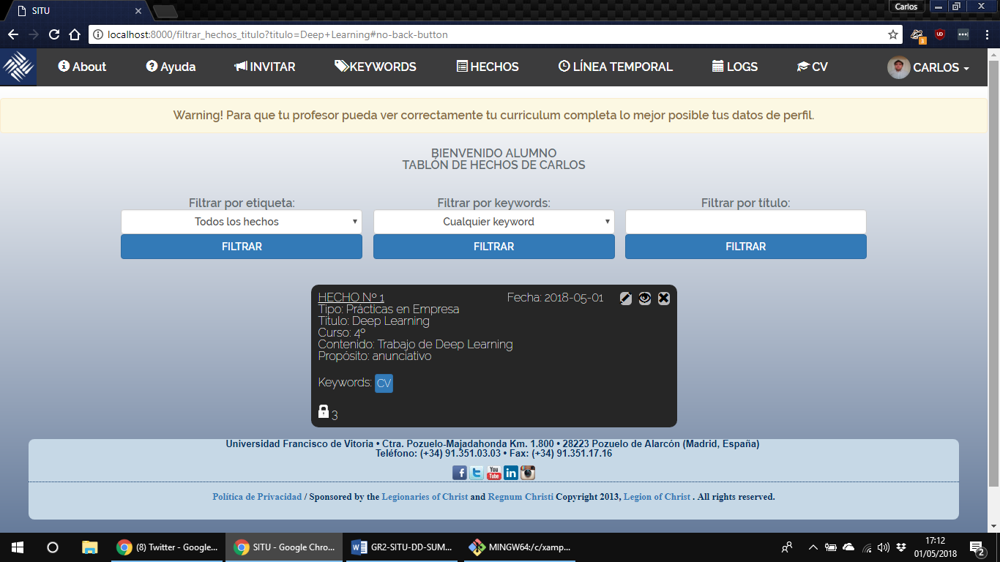 SITU
Carlos
localhost:8000/filtrar_hechos_titulo?titulo=Deep+Learning#no-back-button
3
About
Ayuda
INVITAR
KEYWORDS
HECHOS
LÍNEA TEMPORAL
LOGS
CV
CARLOS
Warning! Para que tu profesor pueda ver correctamente tu curriculum completa lo mejor posible tus datos de perfil.
BIENVENIDO ALUMNO
TABLÓN DE HECHOS DE CARLOS
Filtrar por etiqueta:
Todos los hechos
FILTRAR
Filtrar por keywords:
Cualquier keyword
FILTRAR
Filtrar por título:
FILTRAR
HECHO Nº 1
Fecha: 2018-05-01
Tipo: Prácticas en Empresa
Título: Deep Learning
Curso: 4º
Contenido: Trabajo de Deep Learning
Propósito: anunciativo
Keywords: CV
3
Universidad Francisco de Vitoria • Ctra. Pozuelo-Majadahonda Km. 1.800 • 28223 Pozuelo de Alarcón (Madrid, España)
Teléfono: (+34) 91.351.03.03 • Fax: (+34) 91.351.17.16
You Tube
Política de Privacidad / Sponsored by the Legionaries of Christ and Regnum Christi Copyright 2013, Legion of Christ . All rights reserved.
(8) Twitter - Google...
SITU - Google Chro...
GR2-SITU-DD-SUM...
MINGW64:/c/xamp...
17:12
01/05/2018
2